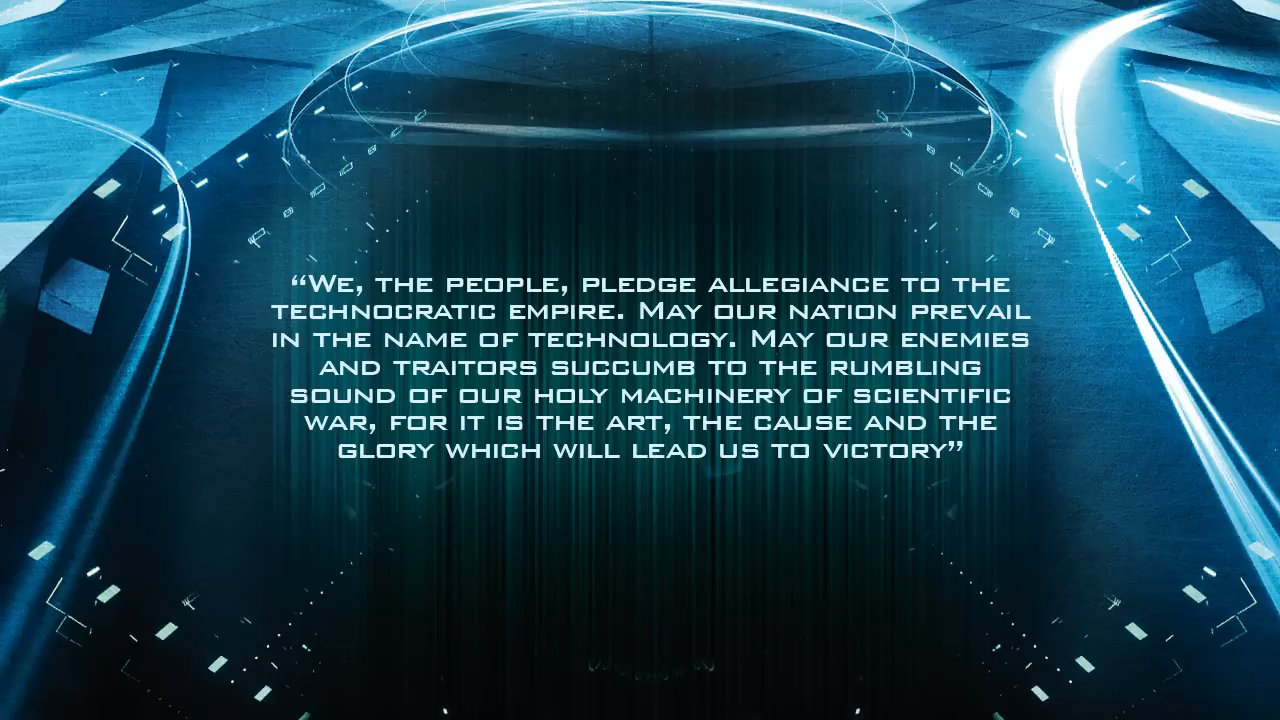 “We, the people, pledge allegiance to the
technocratic empire. May our nation prevail
in the name of technology. May our enemies
and traitors succumb to the rumbling
sound of our holy machinery of scientific
war, for it is the art, the cause and the
glory which will lead us to victory”